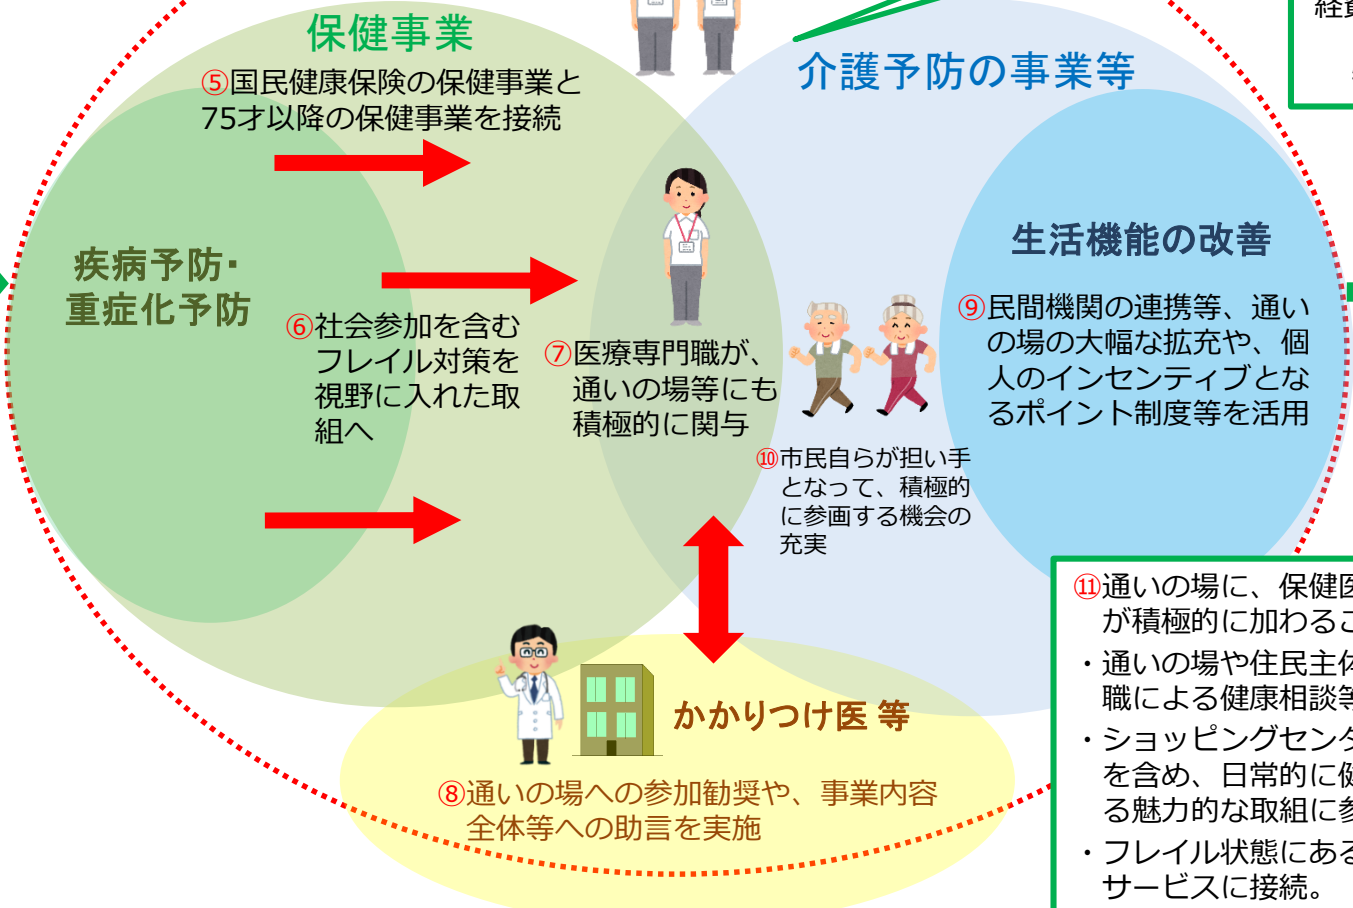 経費
保健事業
⑤国民健康保険の保健事業と
75才以降の保健事業を接続
介護予防の事業等
疾病予防・
重症化予防
⑥社会参加を含む
フレイル対策を
視野に入れた取
組へ
⑦医療専門職が、
通いの場等にも
積極的に関与
生活機能の改善
⑨民間機関の連携等、通い
の場の大幅な拡充や、個
人のインセンティブとな
るポイント制度等を活用
⑩市民自らが担い手
となって、積極的
に参画する機会の
充実
かかりつけ医 等
⑧通いの場への参加勧奨や、事業内容
全体等への助言を実施
⑪通いの場に、保健医
が積極的に加わるこ
・通いの場や住民主体
職による健康相談等
・ショッピングセンタ
を含め、日常的に健
る魅力的な取組に参
・フレイル状態にある
サービスに接続。